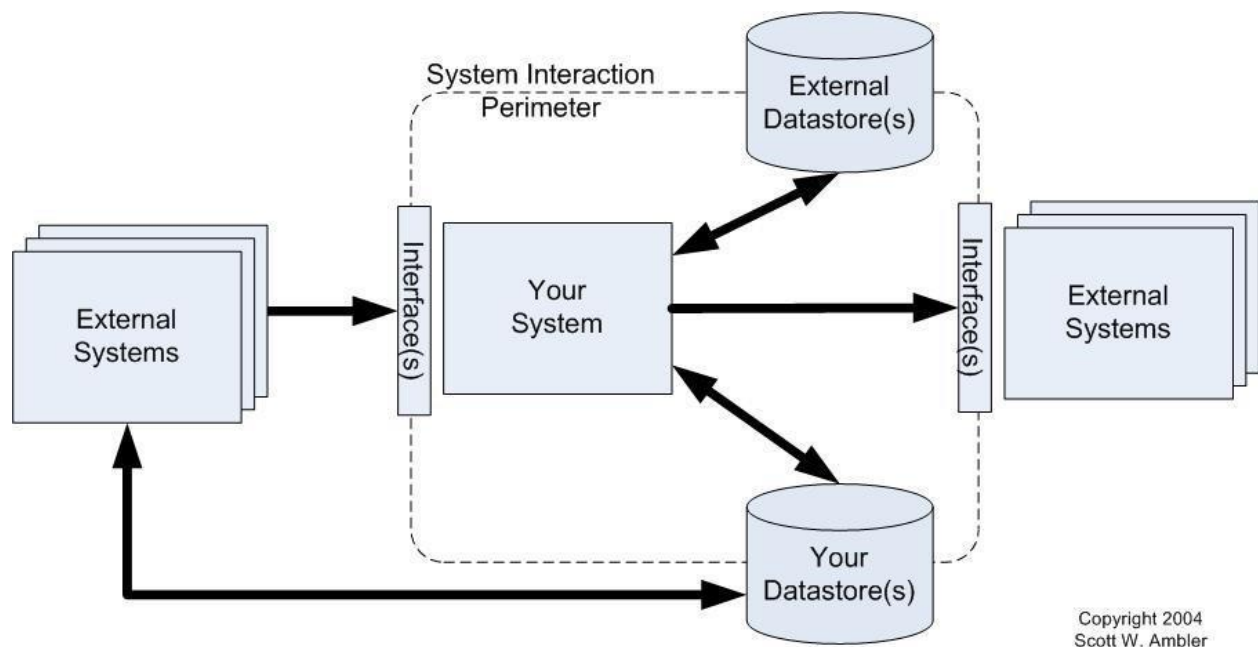 System Interaction
Perimeter
External
Datastore(s)
External
Systems
Interface(s)
Your
System
Interface(s)
External
Systems
Your
Datastore(s)
Copyright 2004
Scott W. Ambler